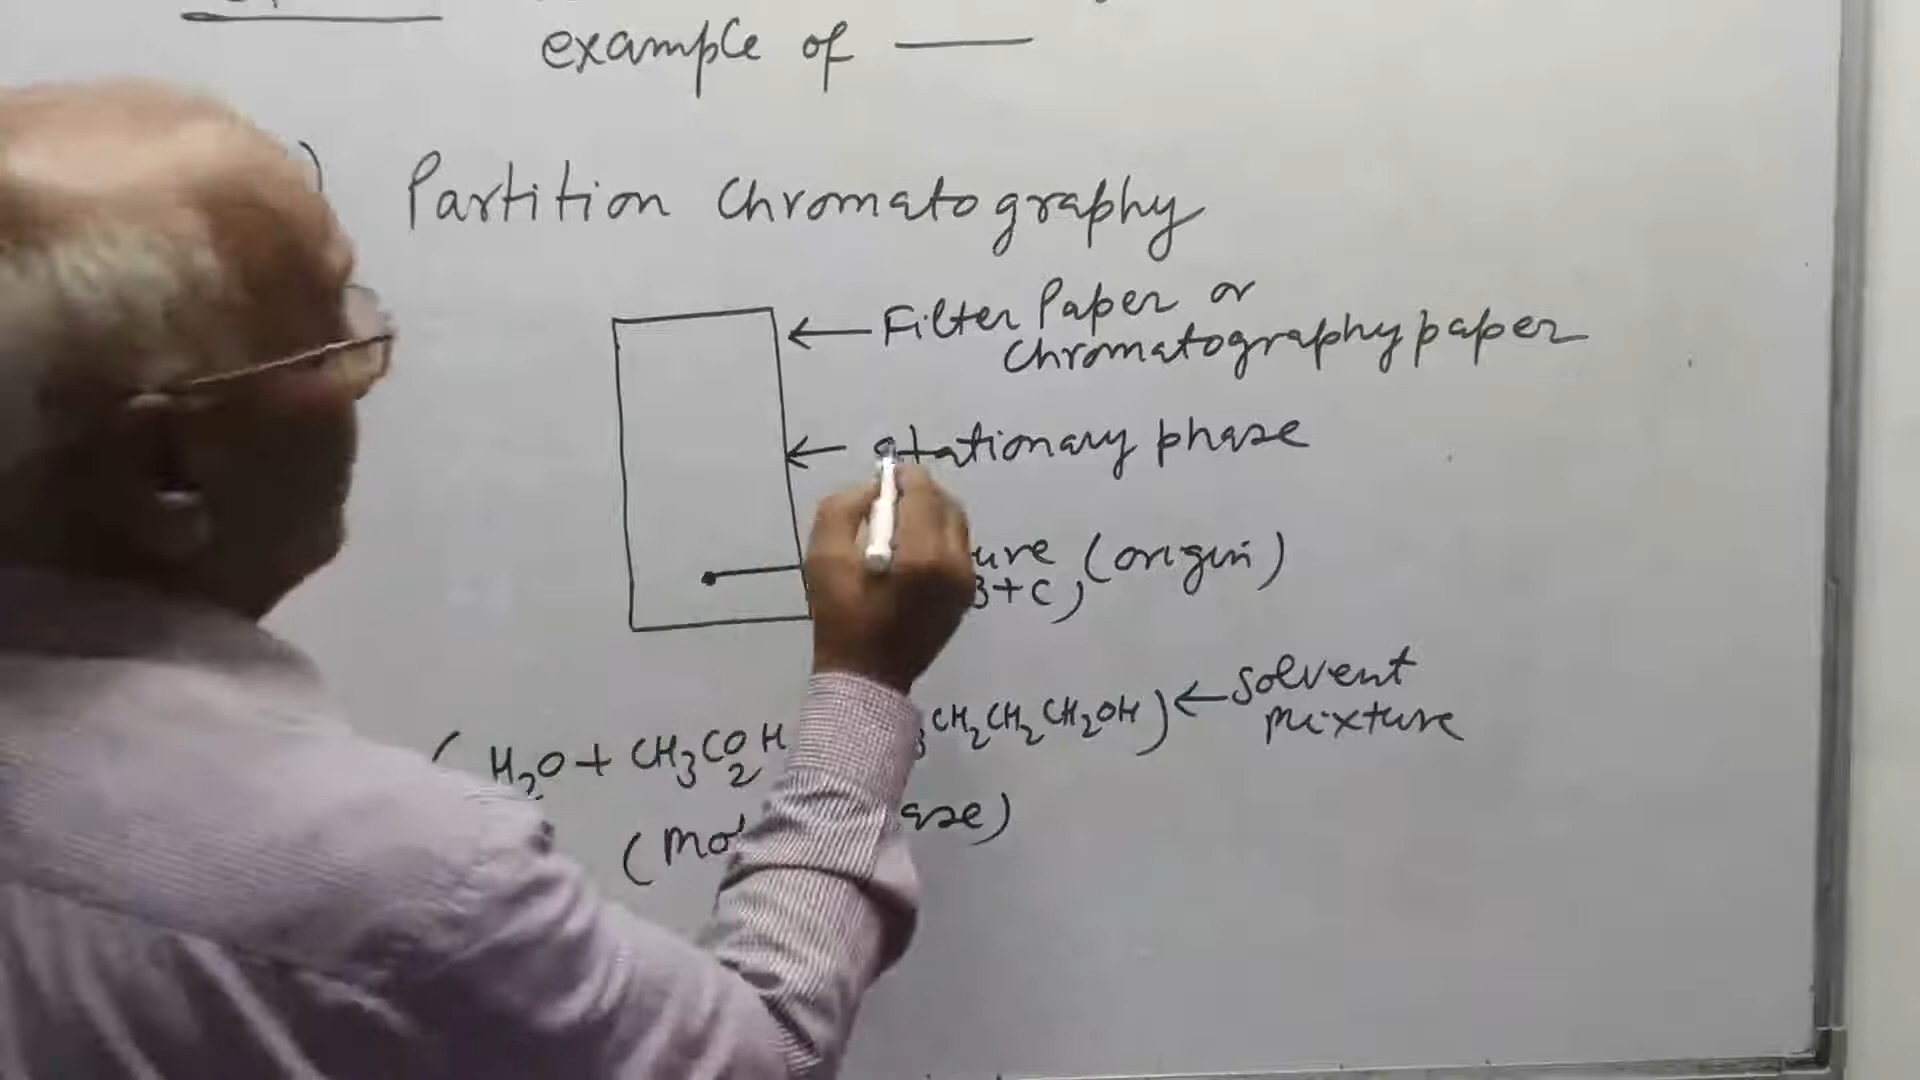 example of ——
) Partition Chromatography
← Filter Paper or
chromatography paper
← stationary phase
ure (origin)
3+C)
(H₂O + CH₃CO₂H CH₂CH₂CH₂OH) ← solvent
mixture
(Mo ase)